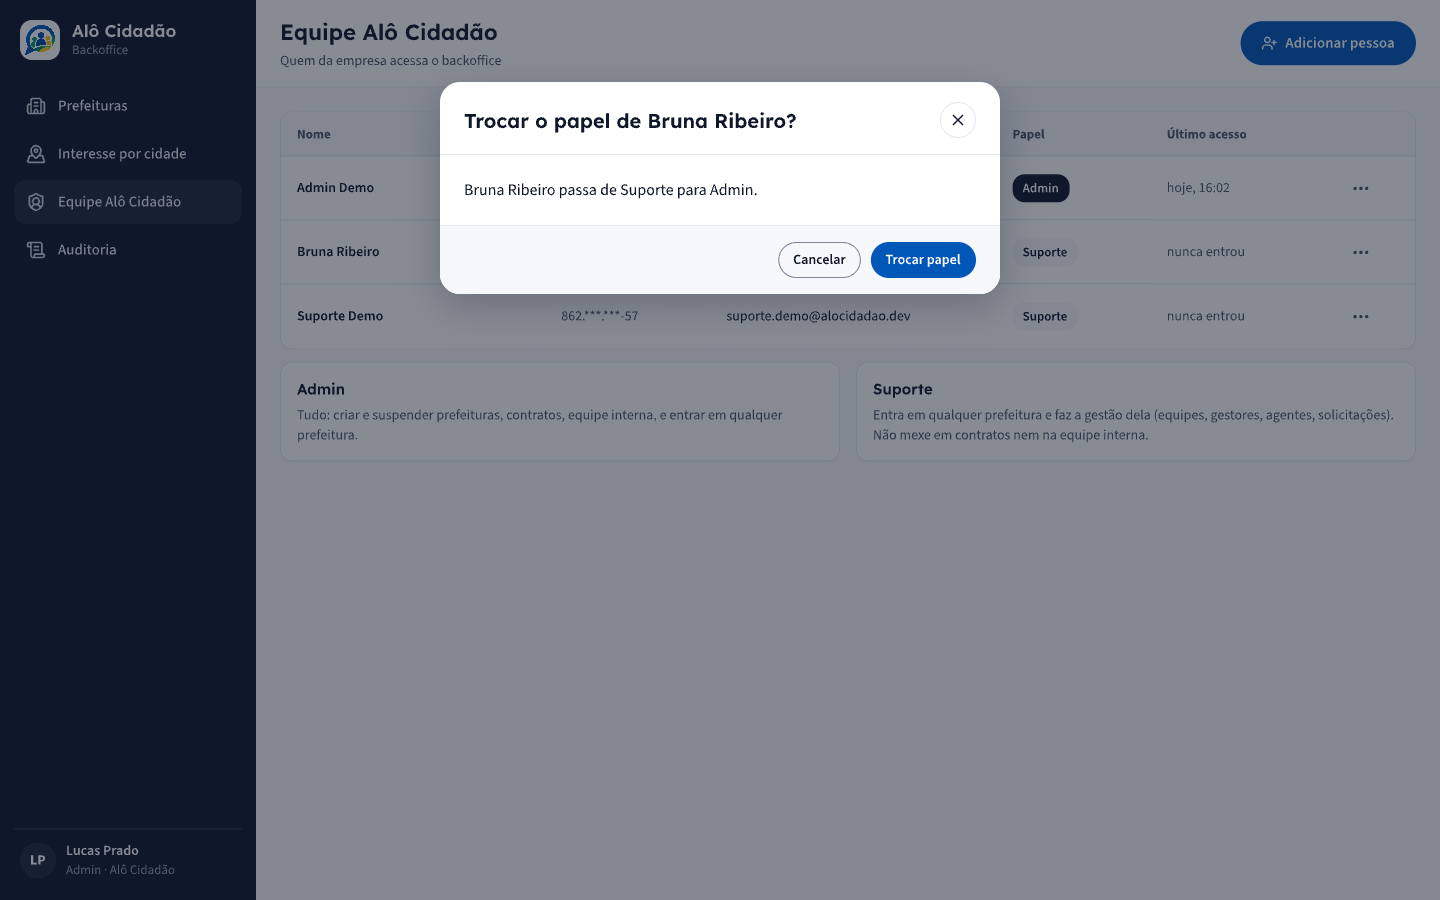 Alô Cidadão
Backoffice
Prefeituras
Interesse por cidade
Equipe Alô Cidadão
Auditoria
Lucas Prado
LP
Admin · Alô Cidadão
Equipe Alô Cidadão
Quem da empresa acessa o backoffice
Adicionar pessoa
Trocar o papel de Bruna Ribeiro?
Bruna Ribeiro passa de Suporte para Admin.
Cancelar
Trocar papel
Nome
Papel
Último acesso
Admin Demo
Admin
hoje, 16:02
Bruna Ribeiro
Suporte
nunca entrou
Suporte Demo
862.***.***-57
suporte.demo@alocidadao.dev
Suporte
nunca entrou
Admin
Tudo: criar e suspender prefeituras, contratos, equipe interna, e entrar em qualquer
prefeitura.
Suporte
Entra em qualquer prefeitura e faz a gestão dela (equipes, gestores, agentes, solicitações).
Não mexe em contratos nem na equipe interna.